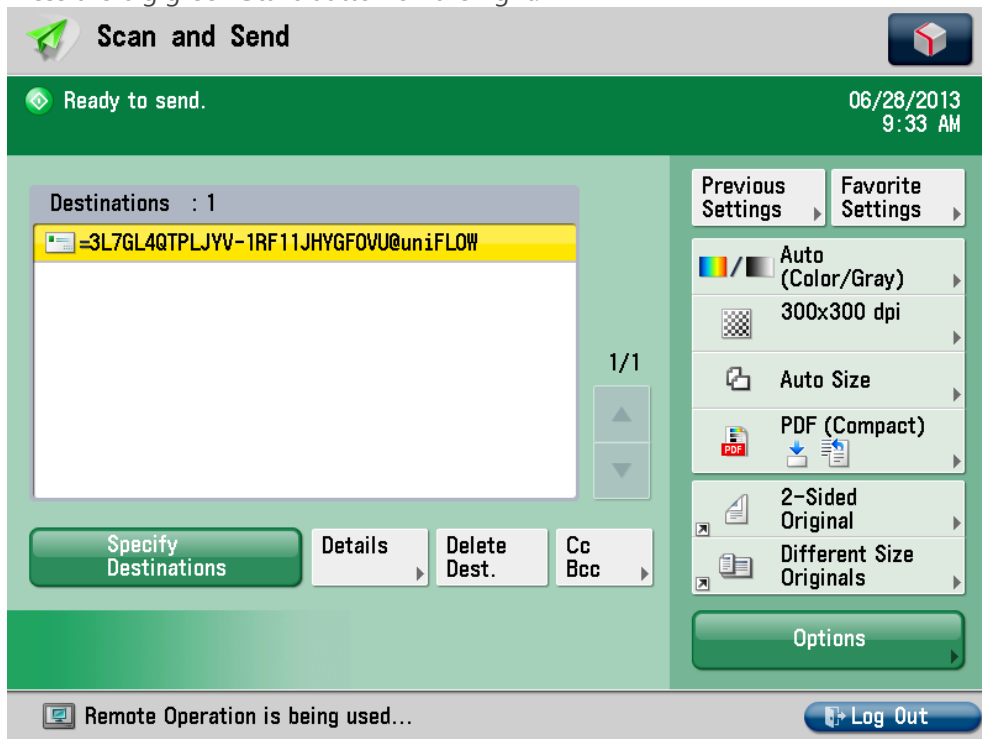 Scan and Send
Ready to send.
06/28/2013
9:33 AM
Destinations : 1
=3L7GL4QTPLJYV-1RF11JHYGFOVU@uniFLOW
1/1
Specify
Destinations
Details
Delete
Dest.
Cc
Bcc
Previous
Settings
Favorite
Settings
Auto
(Color/Gray)
300x300 dpi
Auto Size
PDF
PDF (Compact)
2-Sided
Original
Different Size
Originals
Options
Remote Operation is being used...
Log Out